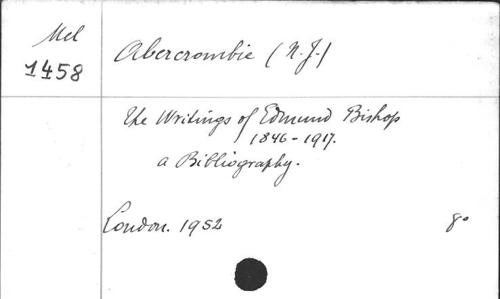 Mel
1458
Abercrombie (N.J.)
The Writings of Edmund Bishop
1846-1917.
a Bibliography.
London. 1952
8°